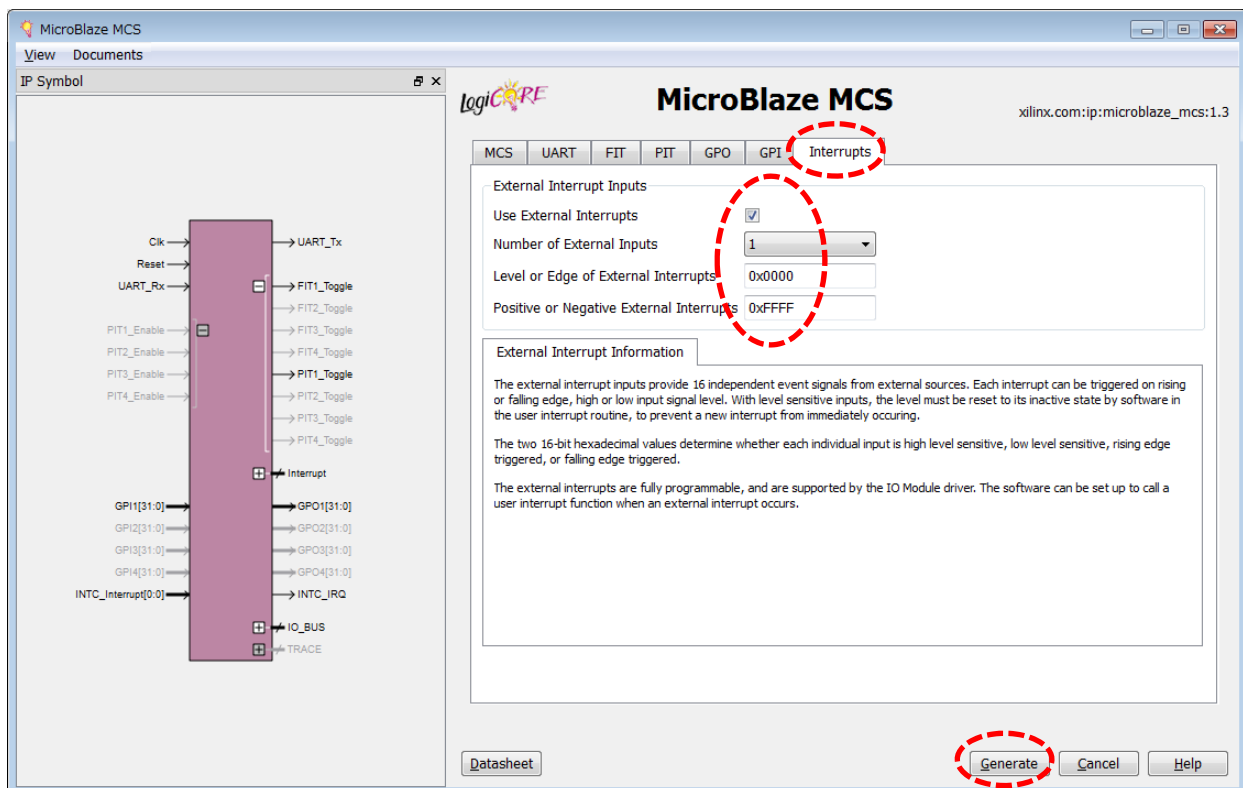 MicroBlaze MCS
View Documents
IP Symbol
Clk
Reset
UART_Rx
PIT1_Enable
PIT2_Enable
PIT3_Enable
PIT4_Enable
GPI1[31:0]
GPI2[31:0]
GPI3[31:0]
GPI4[31:0]
INTC_Interrupt[0:0]
UART_Tx
FIT1_Toggle
FIT2_Toggle
FIT3_Toggle
FIT4_Toggle
PIT1_Toggle
PIT2_Toggle
PIT3_Toggle
PIT4_Toggle
Interrupt
GPO1[31:0]
GPO2[31:0]
GPO3[31:0]
GPO4[31:0]
INTC_IRQ
IO_BUS
TRACE
LogiCORE
MicroBlaze MCS
xilinx.com:ip:microblaze_mcs:1.3
MCS UART FIT PIT GPO GPI Interrupts
External Interrupt Inputs
Use External Interrupts
Number of External Inputs 1
Level or Edge of External Interrupts 0x0000
Positive or Negative External Interrupts 0xFFFF
External Interrupt Information
The external interrupt inputs provide 16 independent event signals from external sources. Each interrupt can be triggered on rising
or falling edge, high or low input signal level. With level sensitive inputs, the level must be reset to its inactive state by software in
the user interrupt routine, to prevent a new interrupt from immediately occuring.
The two 16-bit hexadecimal values determine whether each individual input is high level sensitive, low level sensitive, rising edge
triggered, or falling edge triggered.
The external interrupts are fully programmable, and are supported by the IO Module driver. The software can be set up to call a
user interrupt function when an external interrupt occurs.
Datasheet Generate Cancel Help